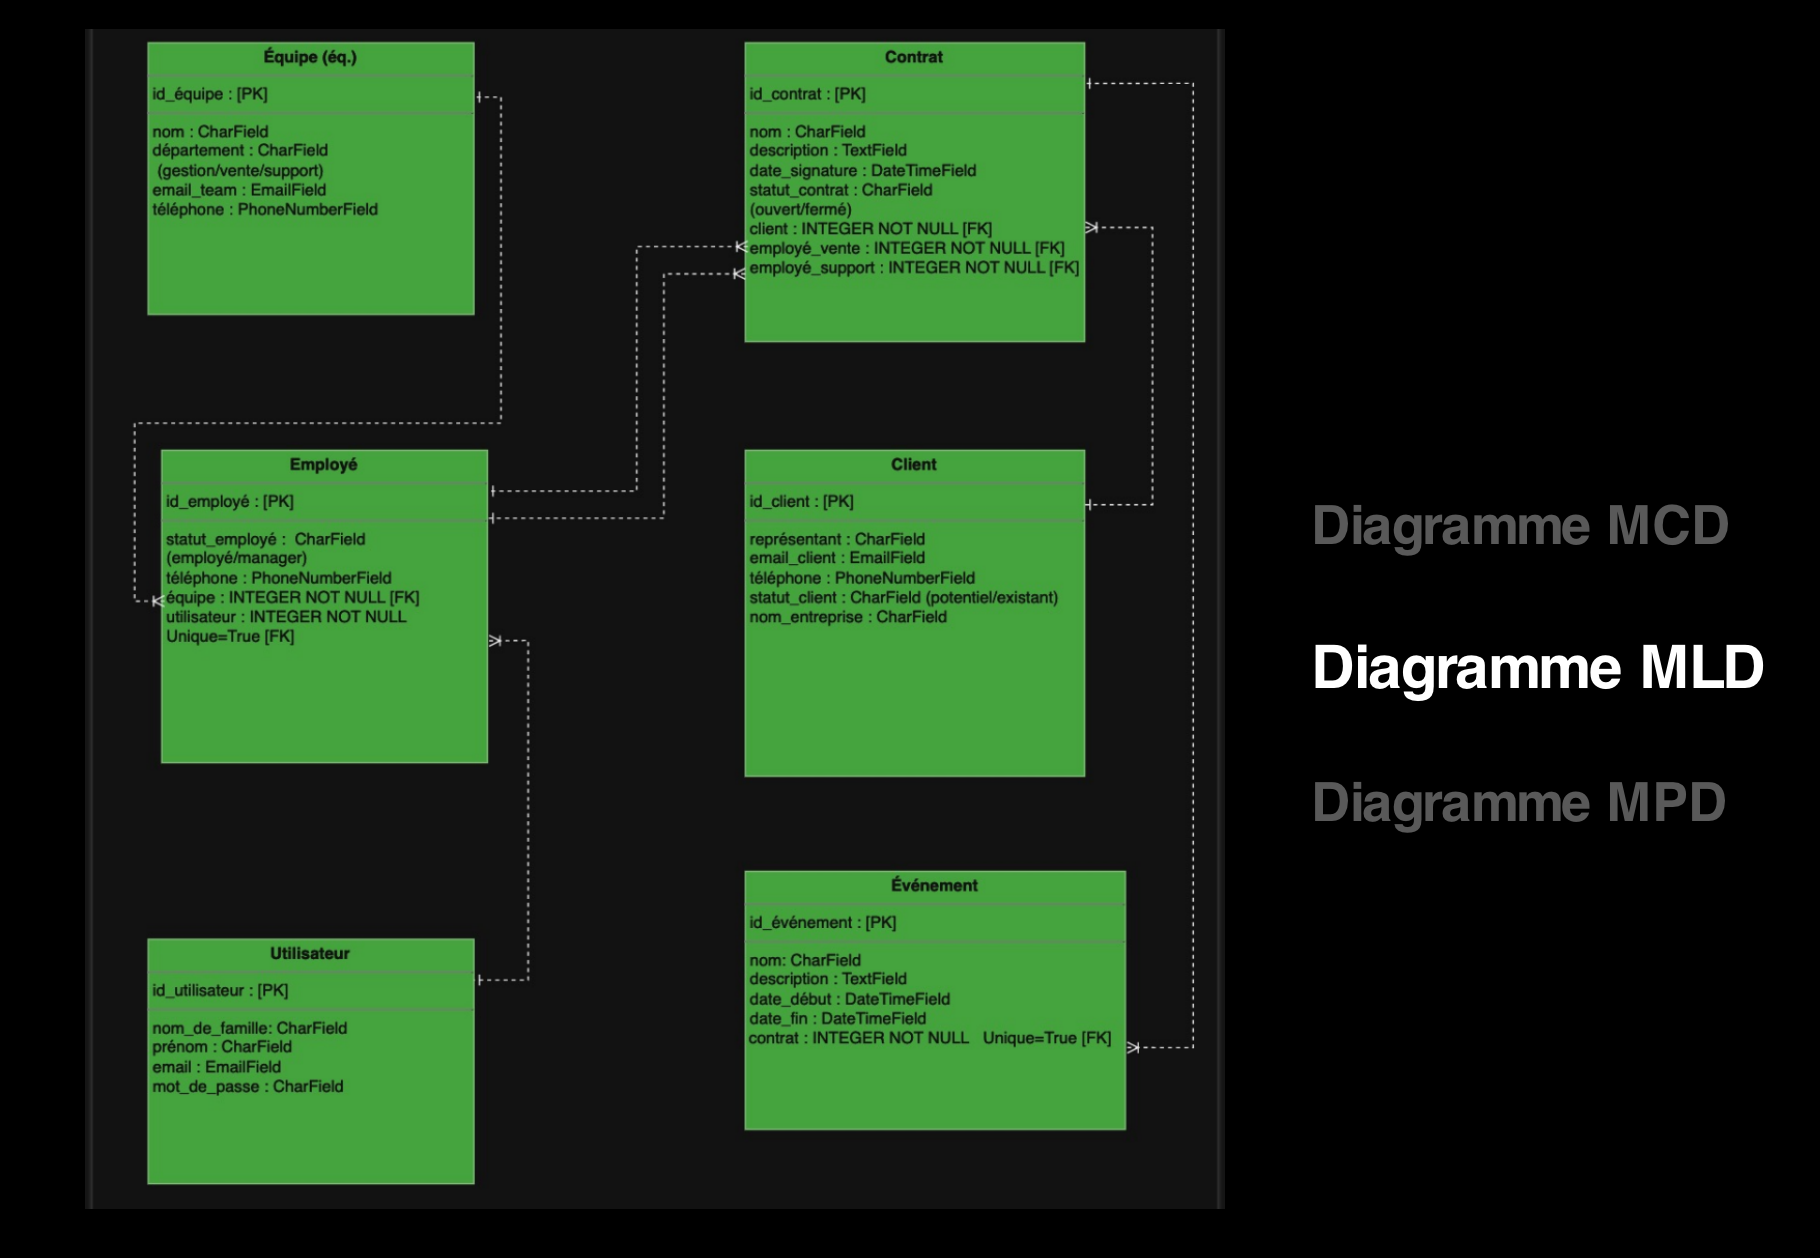 Équipe (éq.)
id_équipe : [PK]
nom : CharField
département : CharField
(gestion/vente/support)
email_team : EmailField
téléphone : PhoneNumberField
Contrat
id_contrat : [PK]
nom : CharField
description : TextField
date_signature : DateTimeField
statut_contrat : CharField
(ouvert/fermé)
client : INTEGER NOT NULL [FK]
employé_vente : INTEGER NOT NULL [FK]
employé_support : INTEGER NOT NULL [FK]
Employé
id_employé : [PK]
statut_employé : CharField
(employé/manager)
téléphone : PhoneNumberField
équipe : INTEGER NOT NULL [FK]
utilisateur : INTEGER NOT NULL
Unique=True [FK]
Client
id_client : [PK]
représentant : CharField
email_client : EmailField
téléphone : PhoneNumberField
statut_client : CharField (potentiel/existant)
nom_entreprise : CharField
Utilisateur
id_utilisateur : [PK]
nom_de_famille: CharField
prénom : CharField
email : EmailField
mot_de_passe : CharField
Événement
id_événement : [PK]
nom: CharField
description : TextField
date_début : DateTimeField
date_fin : DateTimeField
contrat : INTEGER NOT NULL Unique=True [FK]
Diagramme MCD
Diagramme MLD
Diagramme MPD